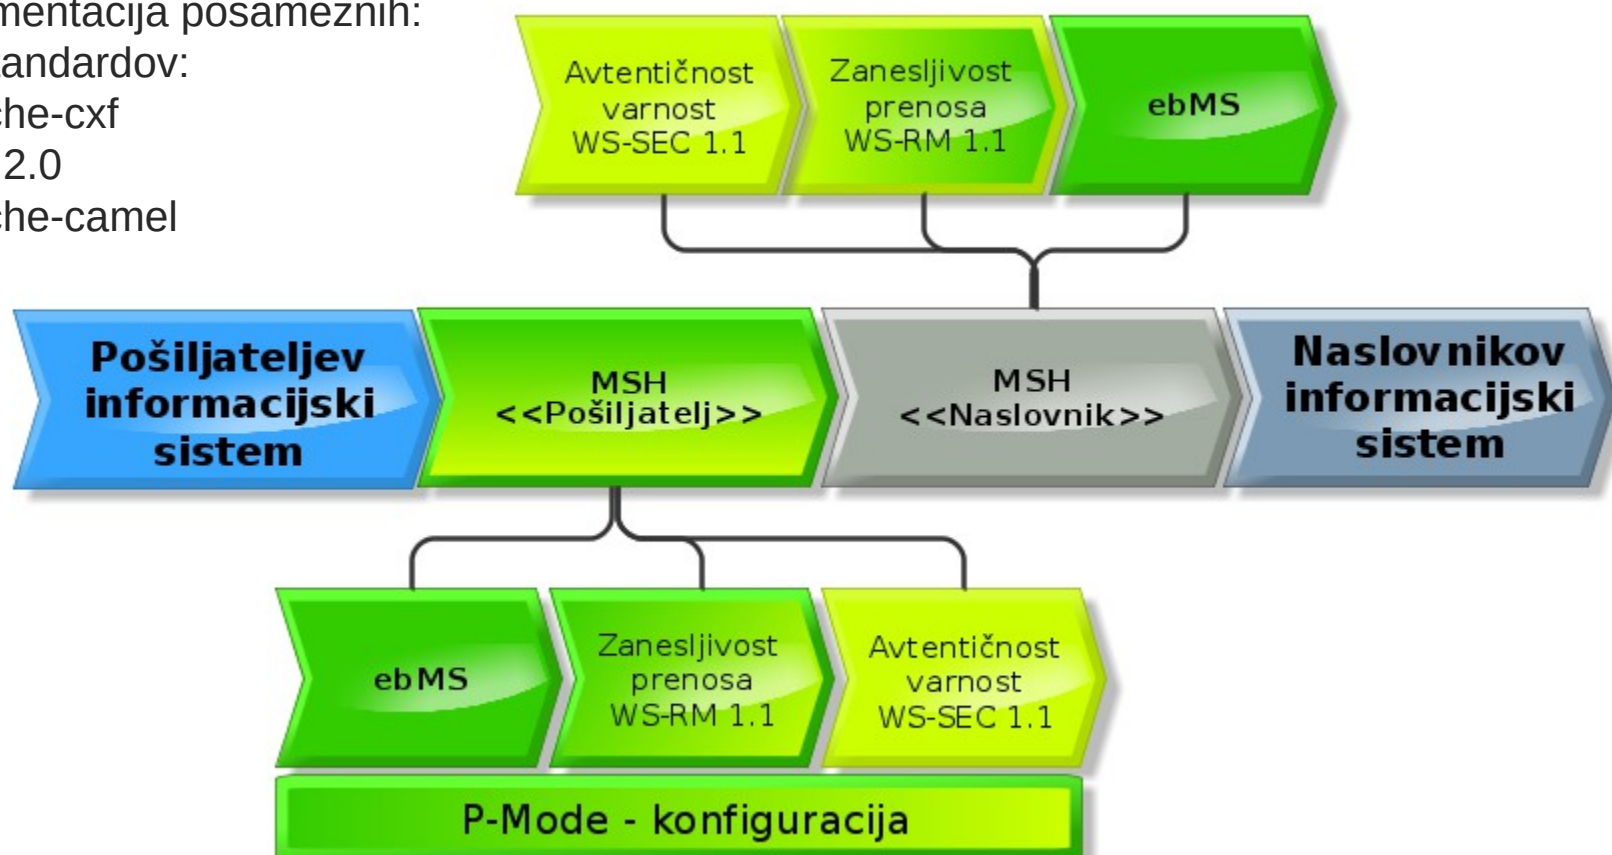 mentacija posameznih:
tandardov:
che-cxf
2.0
che-camel
Avtentičnost
varnost
WS-SEC 1.1
Zanesljivost
prenosa
WS-RM 1.1
ebMS
Pošiljateljev
informacijski
sistem
MSH
<<Pošiljatelj>>
MSH
<<Naslovnik>>
Naslovnikov
informacijski
sistem
ebMS
Zanesljivost
prenosa
WS-RM 1.1
Avtentičnost
varnost
WS-SEC 1.1
P-Mode - konfiguracija